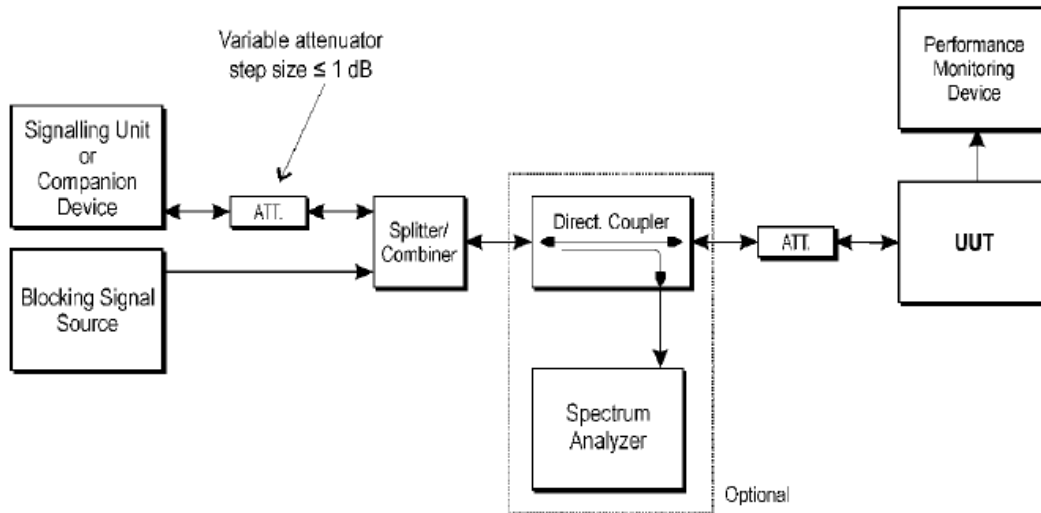 Variable attenuator
step size ≤ 1 dB
Performance
Monitoring
Device
Signalling Unit
or
Companion
Device
ATT.
Splitter/
Combiner
Direct. Coupler
ATT.
UUT
Blocking Signal
Source
Spectrum
Analyzer
Optional